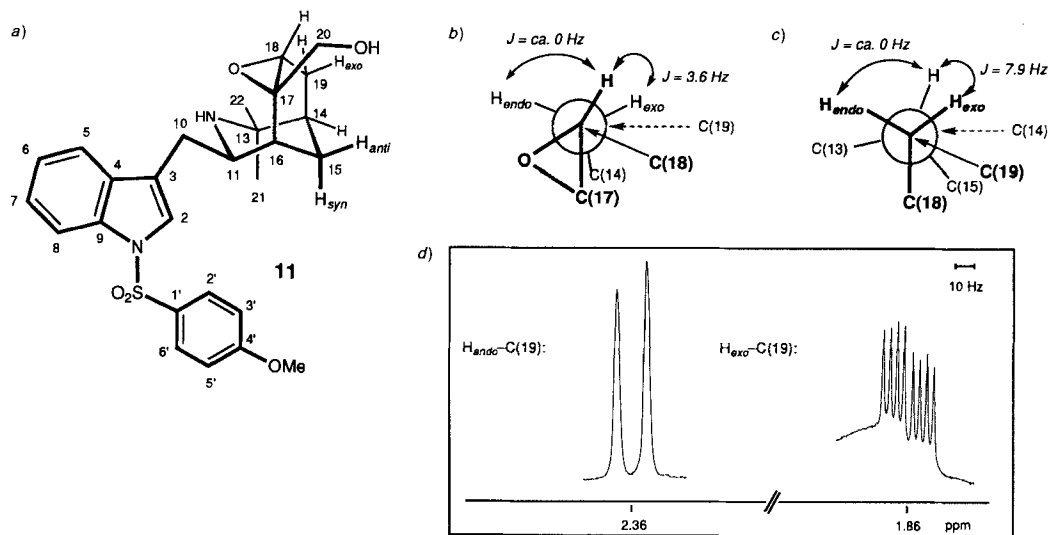 a)
H
20
18
H
OH
O
Hexo
19
17
22
HN
14
10
13
H
16
5
11
Hanti
4
15
6
3
21
Hsyn
7
2
9
8
N
11
O2S
1'
2'
3'
6'
4'
OMe
5'
b)
J = ca. 0 Hz
H
J = 3.6 Hz
Hendo
Hexo
C(19)
O
C(14)
C(18)
C(17)
c)
J = ca. 0 Hz
H
J = 7.9 Hz
Hendo
Hexo
C(14)
C(13)
C(19)
C(15)
C(18)
d)
10 Hz
Hando–C(19):
Hexo–C(19):
2.36
1.86
ppm